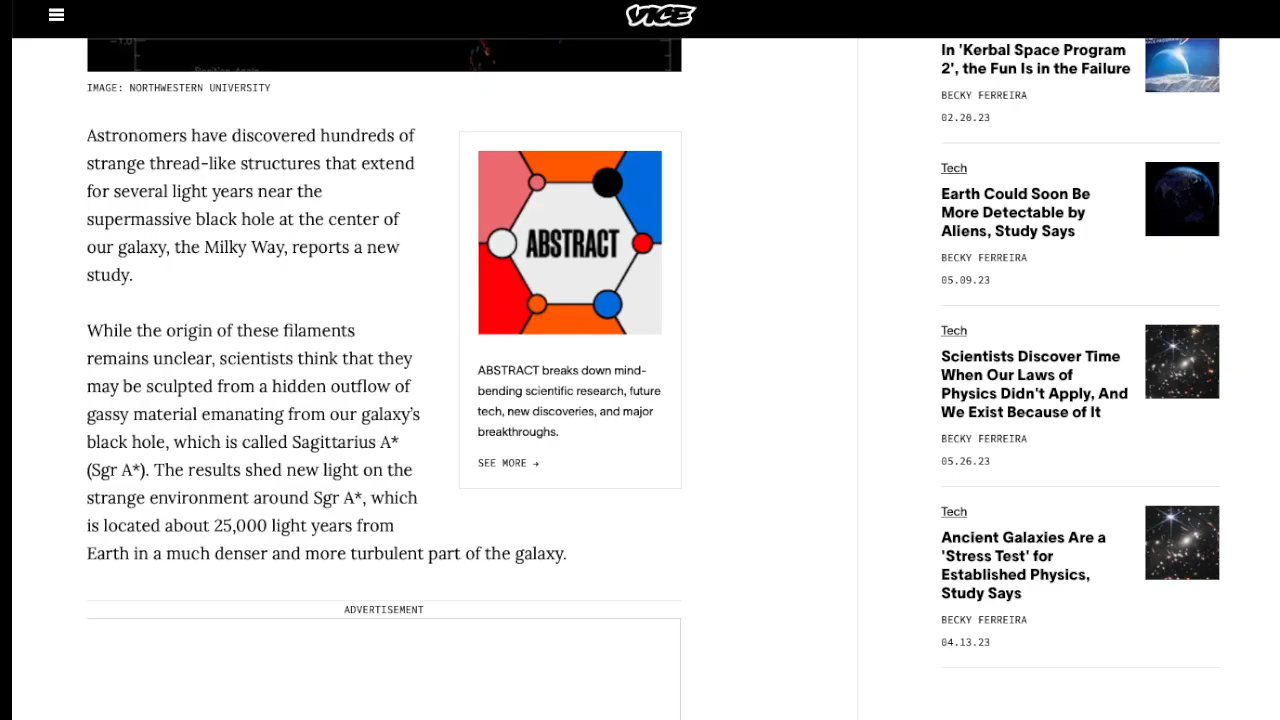 VICE
-1.0
IMAGE: NORTHWESTERN UNIVERSITY
Astronomers have discovered hundreds of
strange thread-like structures that extend
for several light years near the
supermassive black hole at the center of
our galaxy, the Milky Way, reports a new
study.
While the origin of these filaments
remains unclear, scientists think that they
may be sculpted from a hidden outflow of
gassy material emanating from our galaxy's
black hole, which is called Sagittarius A*
(Sgr A*). The results shed new light on the
strange environment around Sgr A*, which
is located about 25,000 light years from
Earth in a much denser and more turbulent part of the galaxy.
ABSTRACT
ABSTRACT breaks down mind-
bending scientific research, future
tech, new discoveries, and major
breakthroughs.
SEE MORE →
ADVERTISEMENT
In 'Kerbal Space Program
2', the Fun Is in the Failure
BECKY FERREIRA
02.20.23
Tech
Earth Could Soon Be
More Detectable by
Aliens, Study Says
BECKY FERREIRA
05.09.23
Tech
Scientists Discover Time
When Our Laws of
Physics Didn't Apply, And
We Exist Because of It
BECKY FERREIRA
05.26.23
Tech
Ancient Galaxies Are a
'Stress Test' for
Established Physics,
Study Says
BECKY FERREIRA
04.13.23